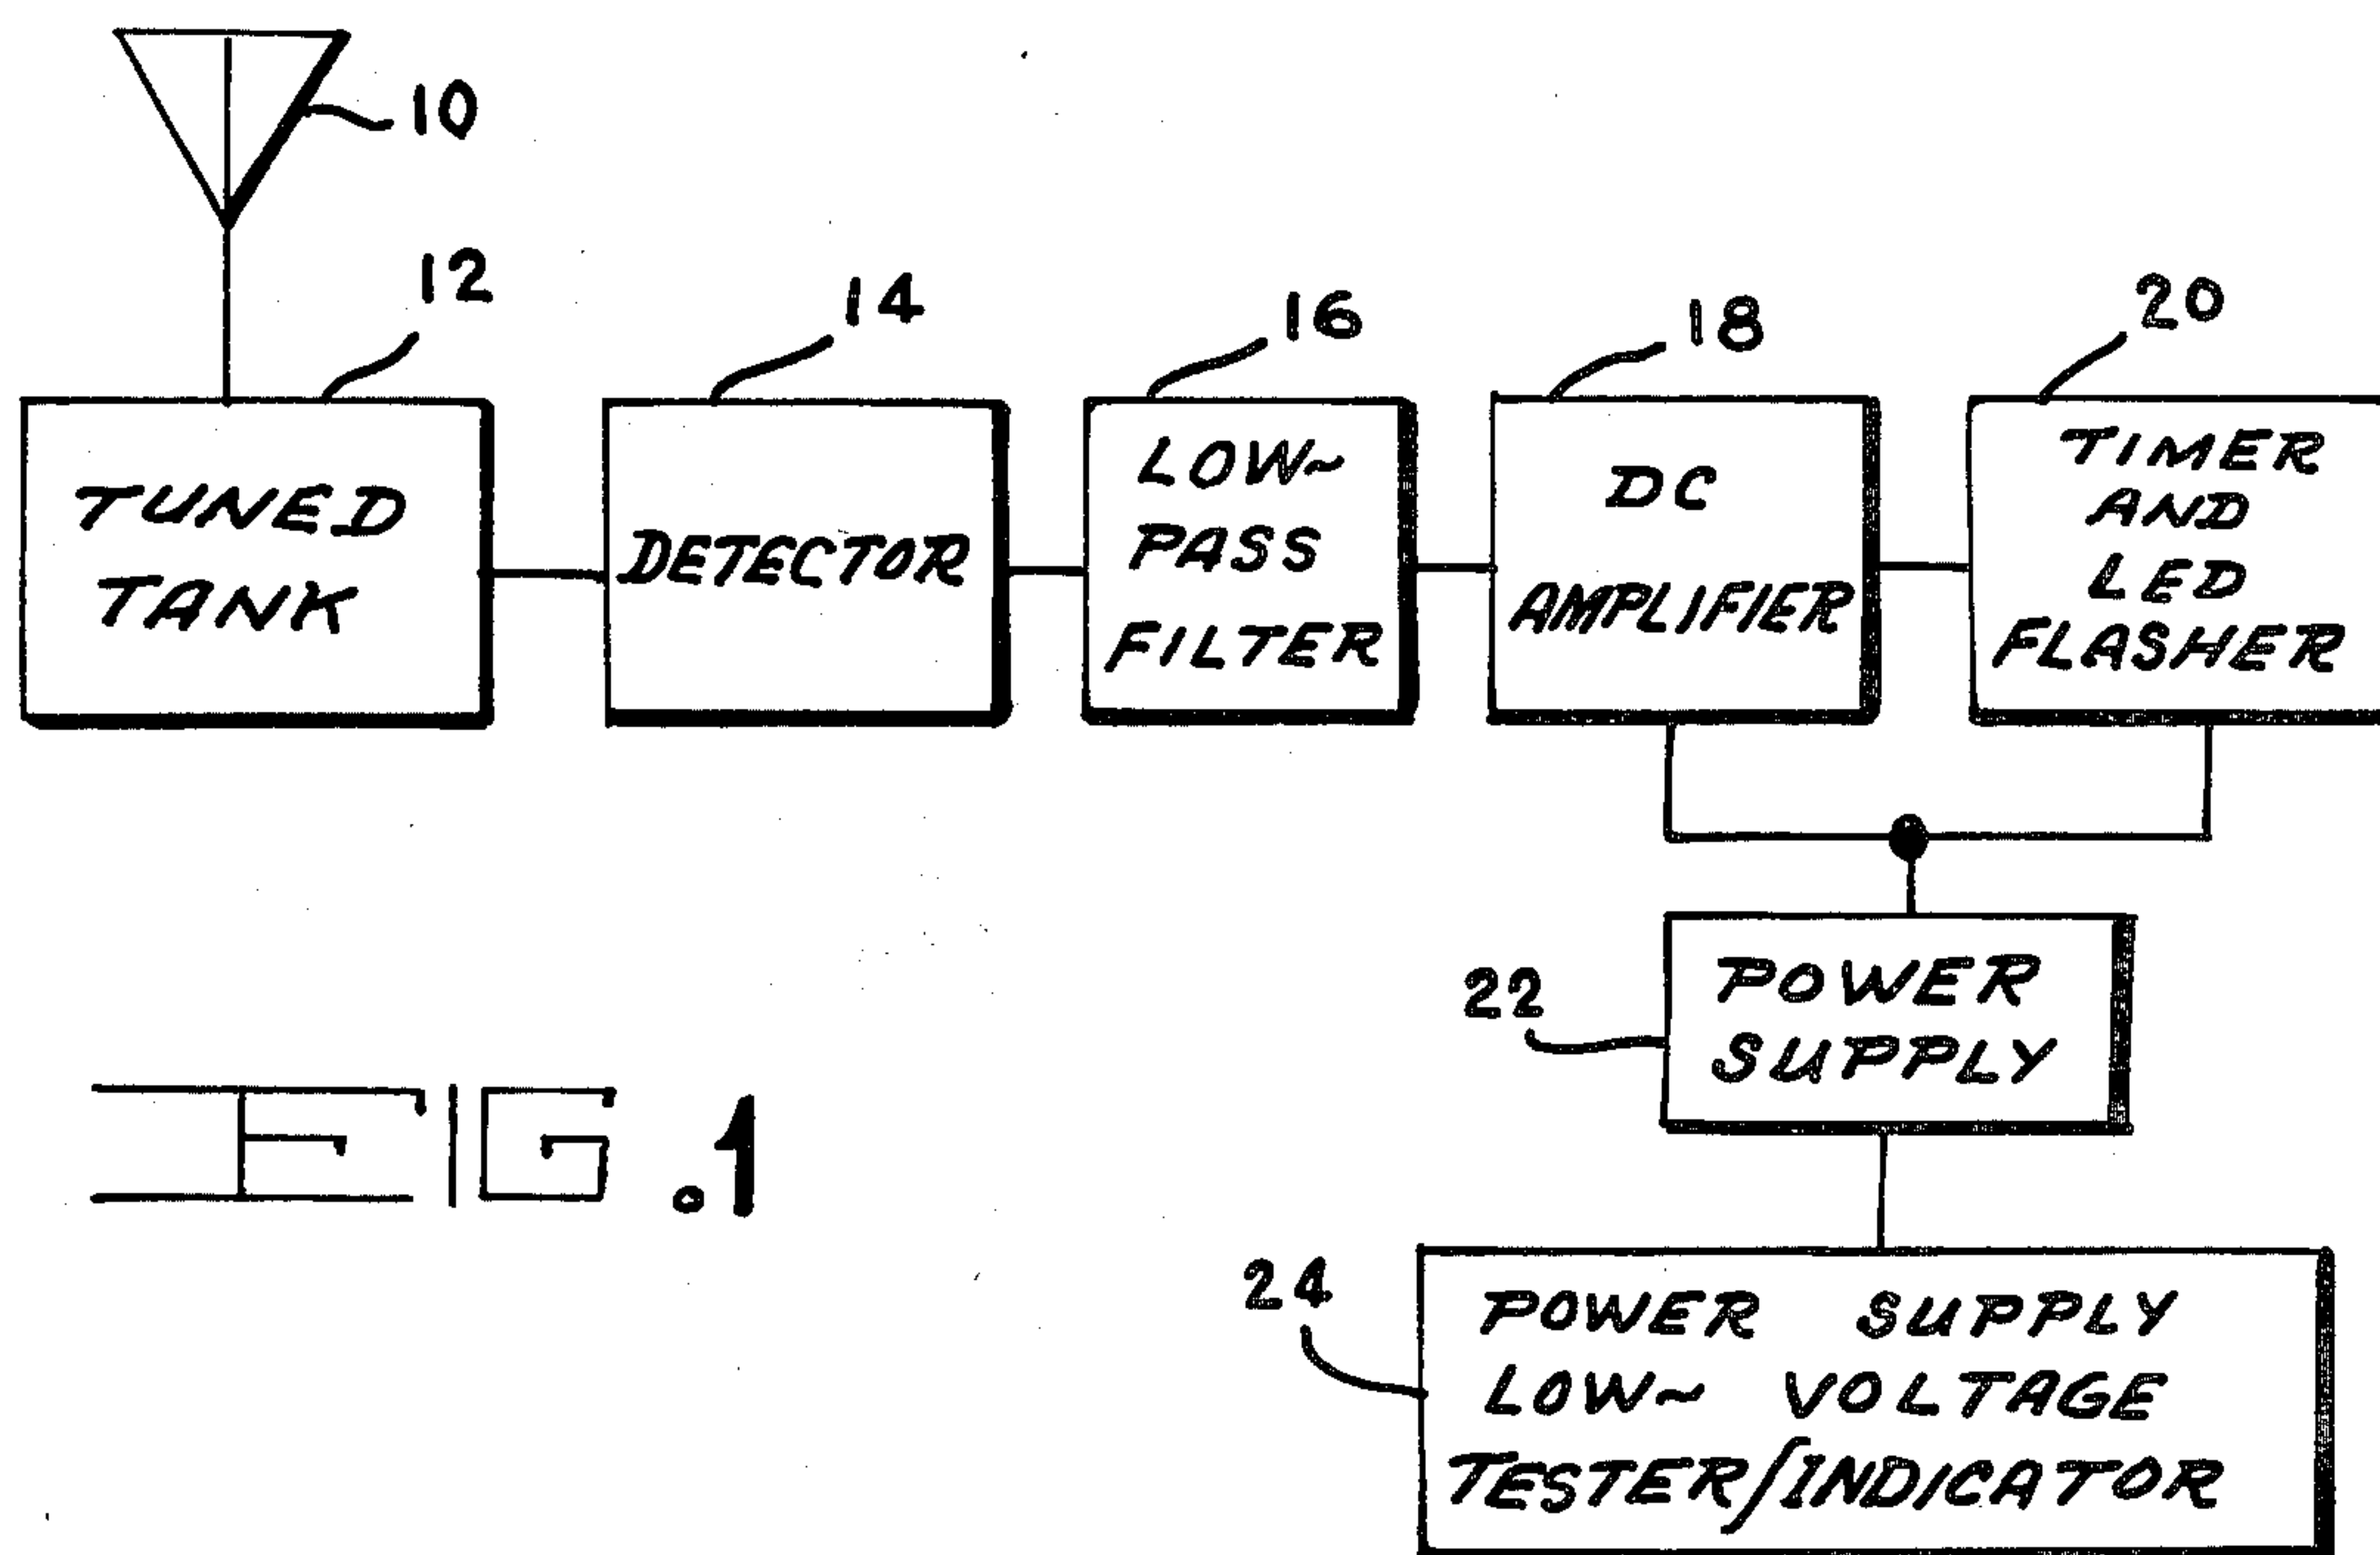 10
12
14
16
18
20
TUNED
TANK
DETECTOR
LOW~
PASS
FILTER
DC
AMPLIFIER
TIMER
AND
LED
FLASHER
22
POWER
SUPPLY
FIG.1
24
POWER SUPPLY
LOW~ VOLTAGE
TESTER/INDICATOR